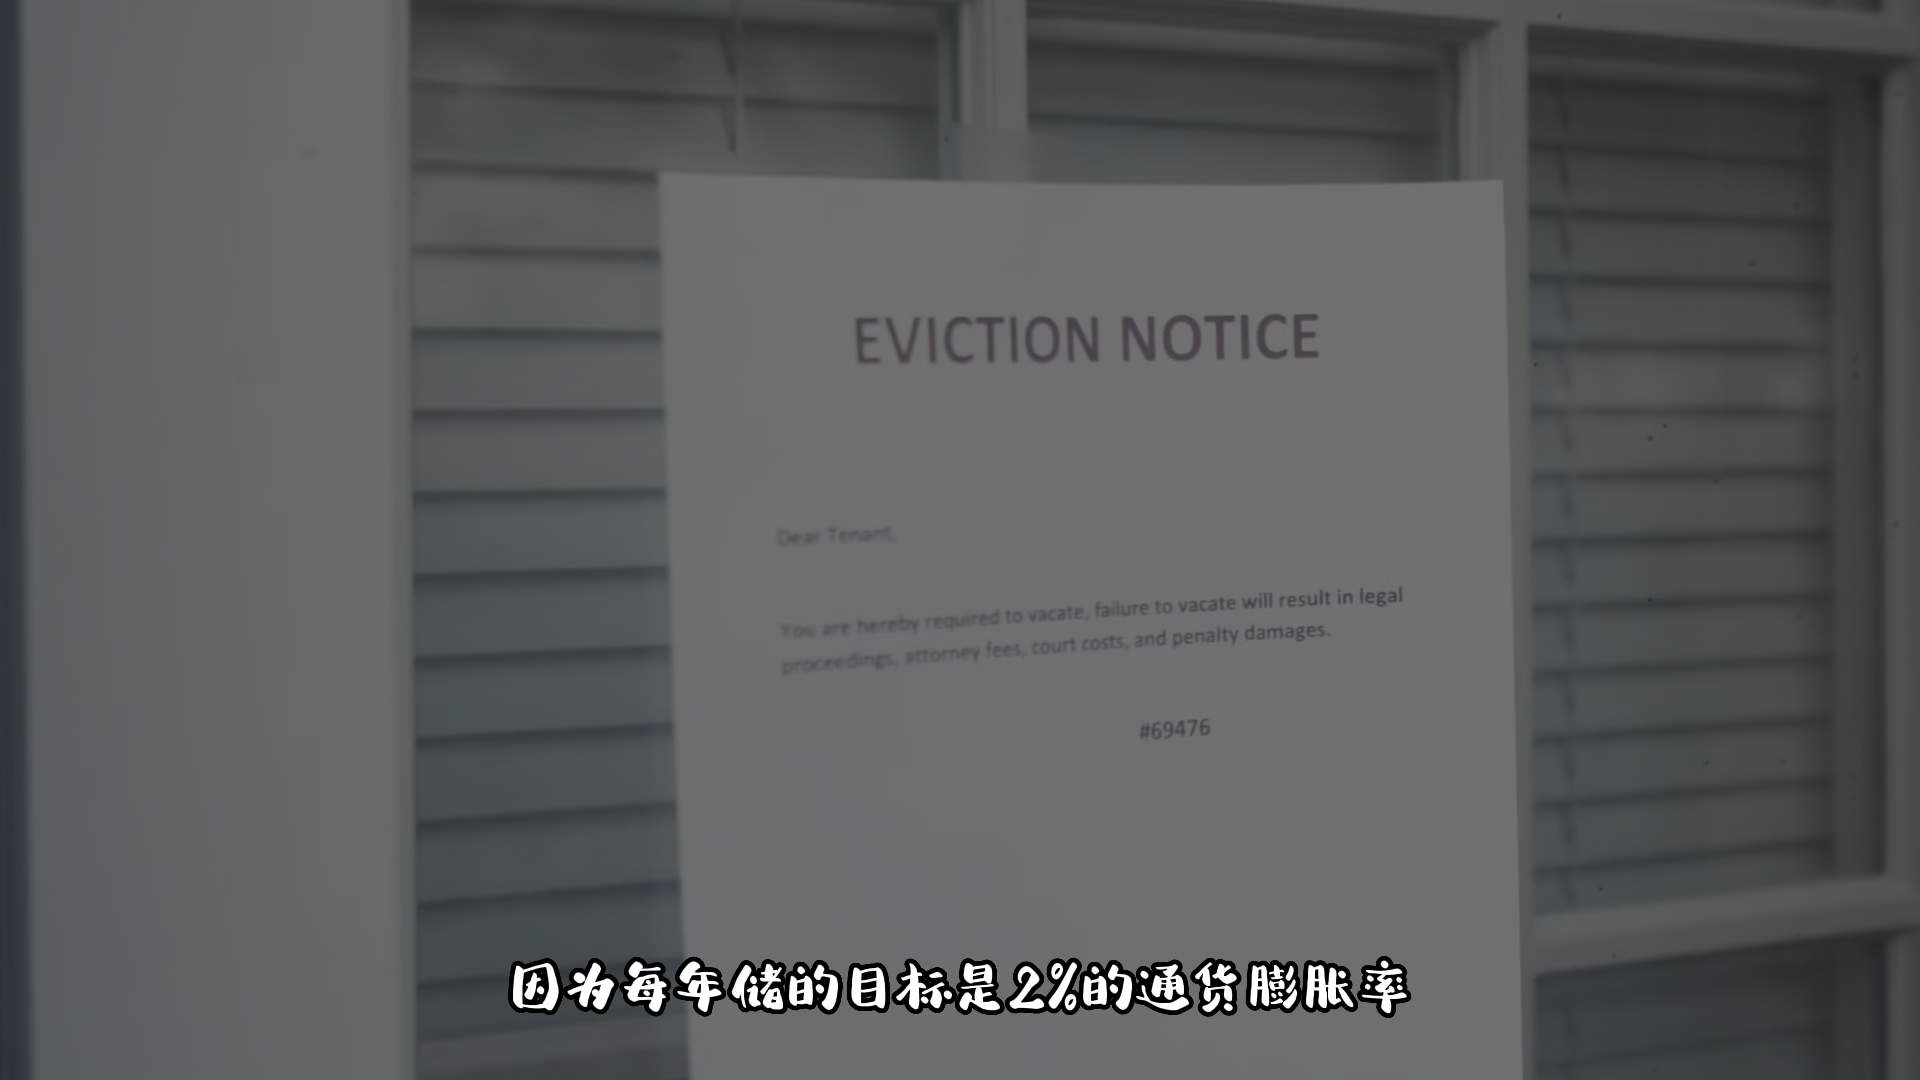 EVICTION NOTICE
Dear Tenant,
You are hereby required to vacate, failure to vacate will result in legal
proceedings, attorney fees, court costs, and penalty damages.
#69476
因为每年储的目标是2%的通货膨胀率